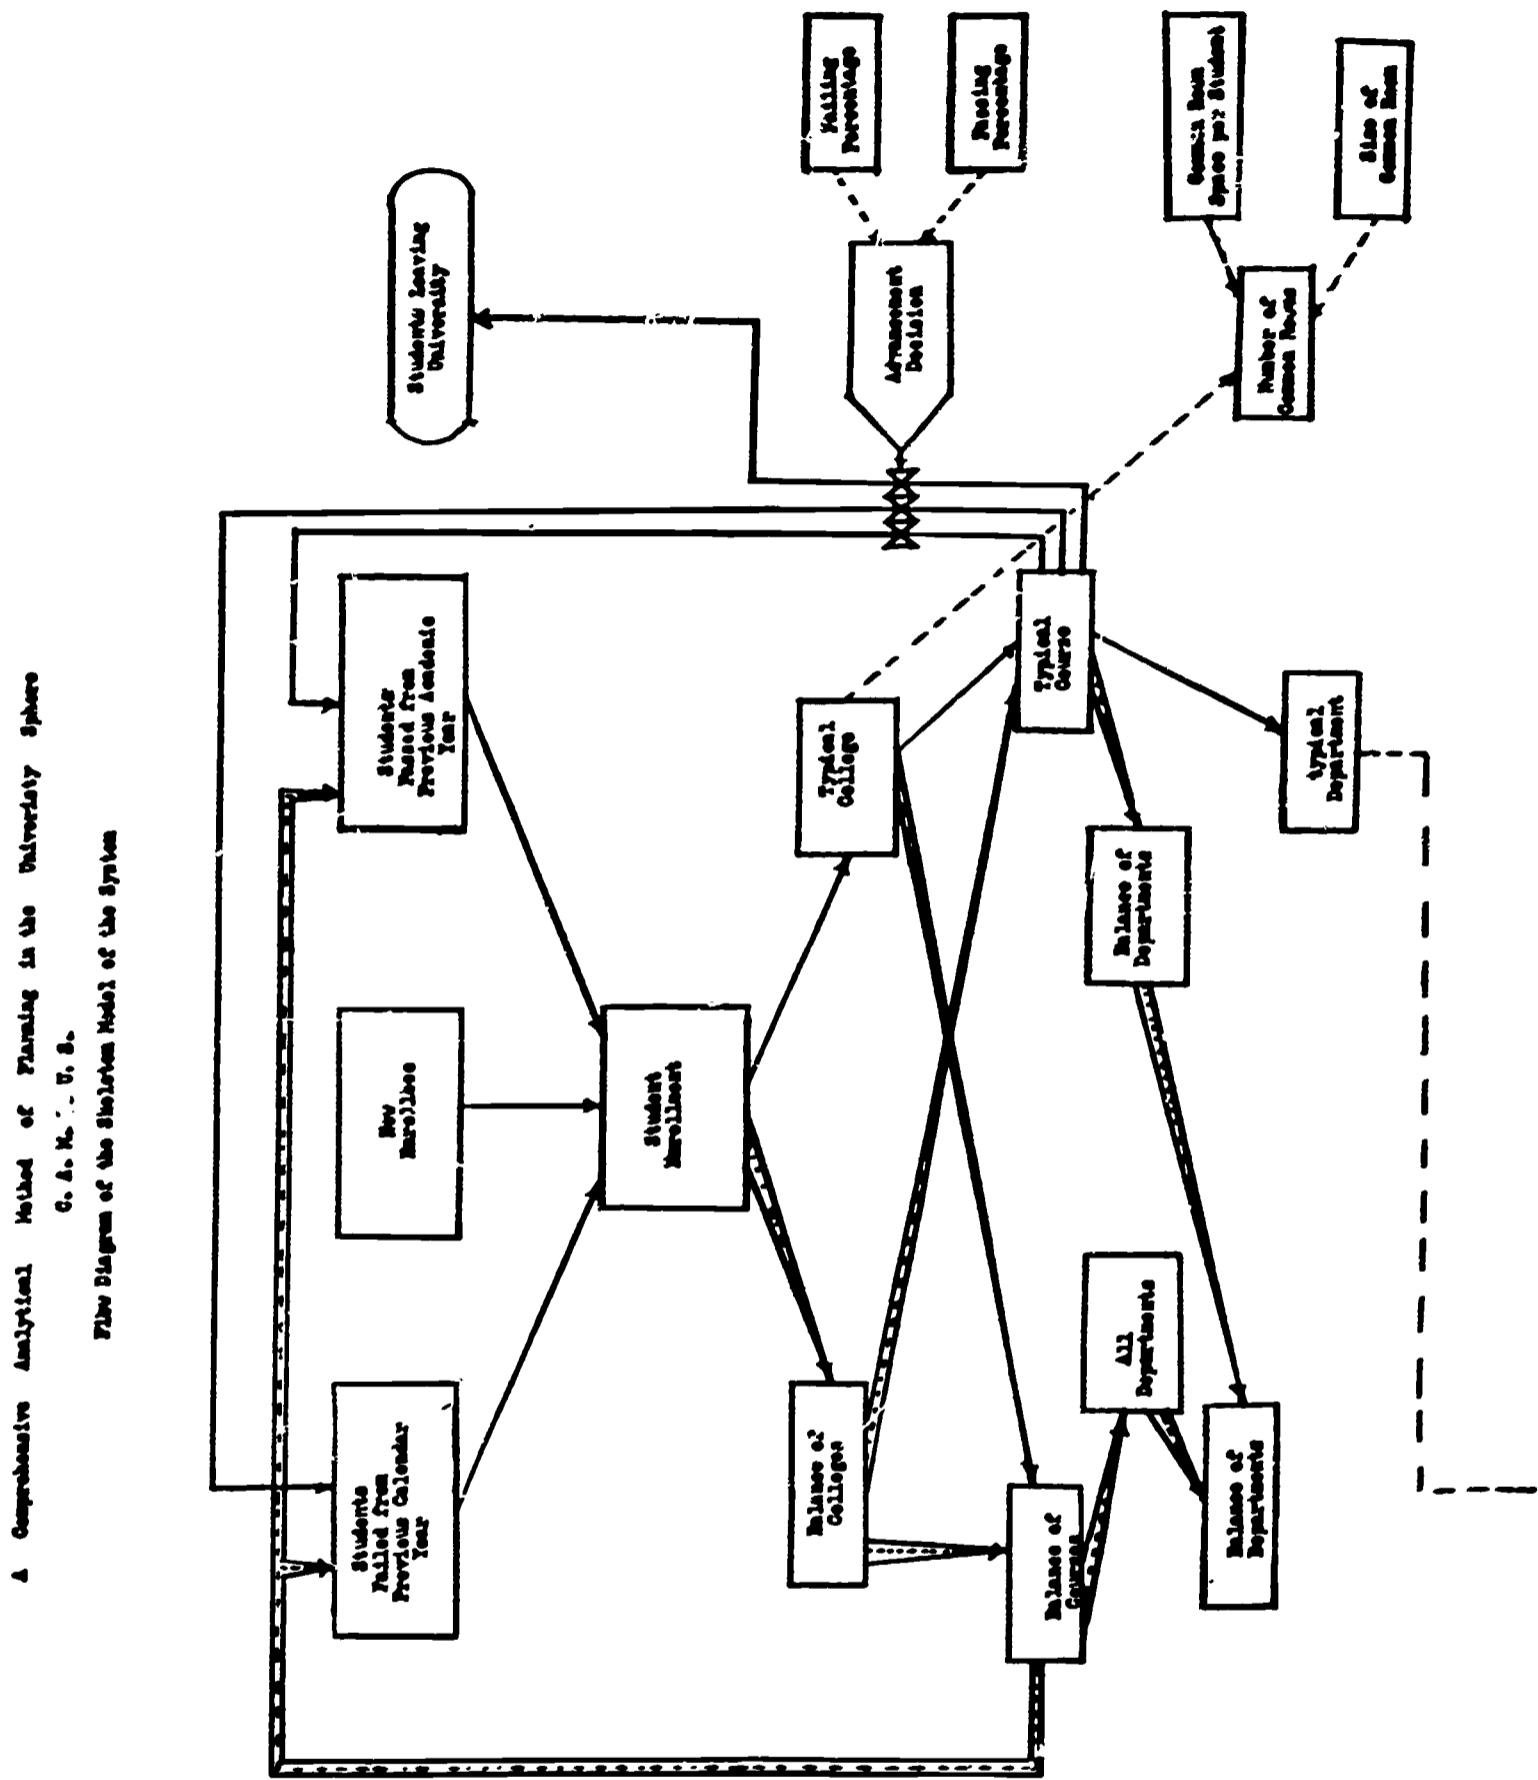 A Comprehensive Analytical Method of Planning in the Univeristy Sphere
C. A. M. P. U. S.
Flow Diagram of the Skeleton Model of the System
Students
Failed from
Previous Calendar
Year
New
Enrollees
Students
Passed from
Previous Academic
Year
Students Leaving
University
Student
Enrollment
Balance of
Colleges
Typical
College
Advancement
Decision
Failing
Percentage
Passing
Percentage
Balance of
Courses
Typical
Course
All
Departments
Balance of
Departments
Balance of
Departments
typical
Department
Number of
Common Rooms
Common Room
Space per Student
Size of
Common Room